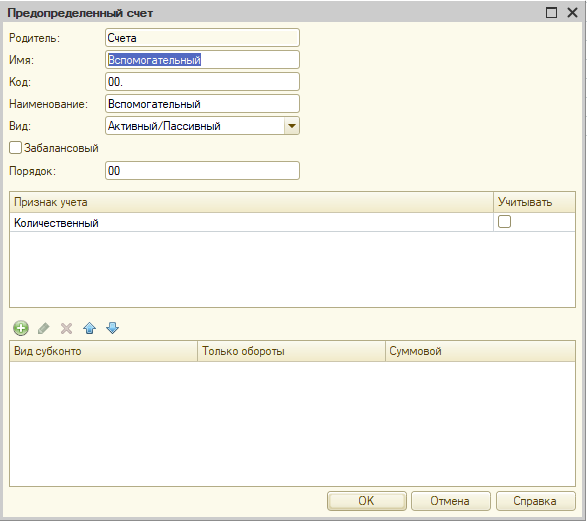 Предопределенный счет
Родитель: Счета
Имя: Вспомогательный
Код: 00.
Наименование: Вспомогательный
Вид: Активный/Пассивный
Забалансовый
Порядок: 00
Признак учета Учитывать
Количественный
Вид субконто Только обороты Суммовой
OK Отмена Справка